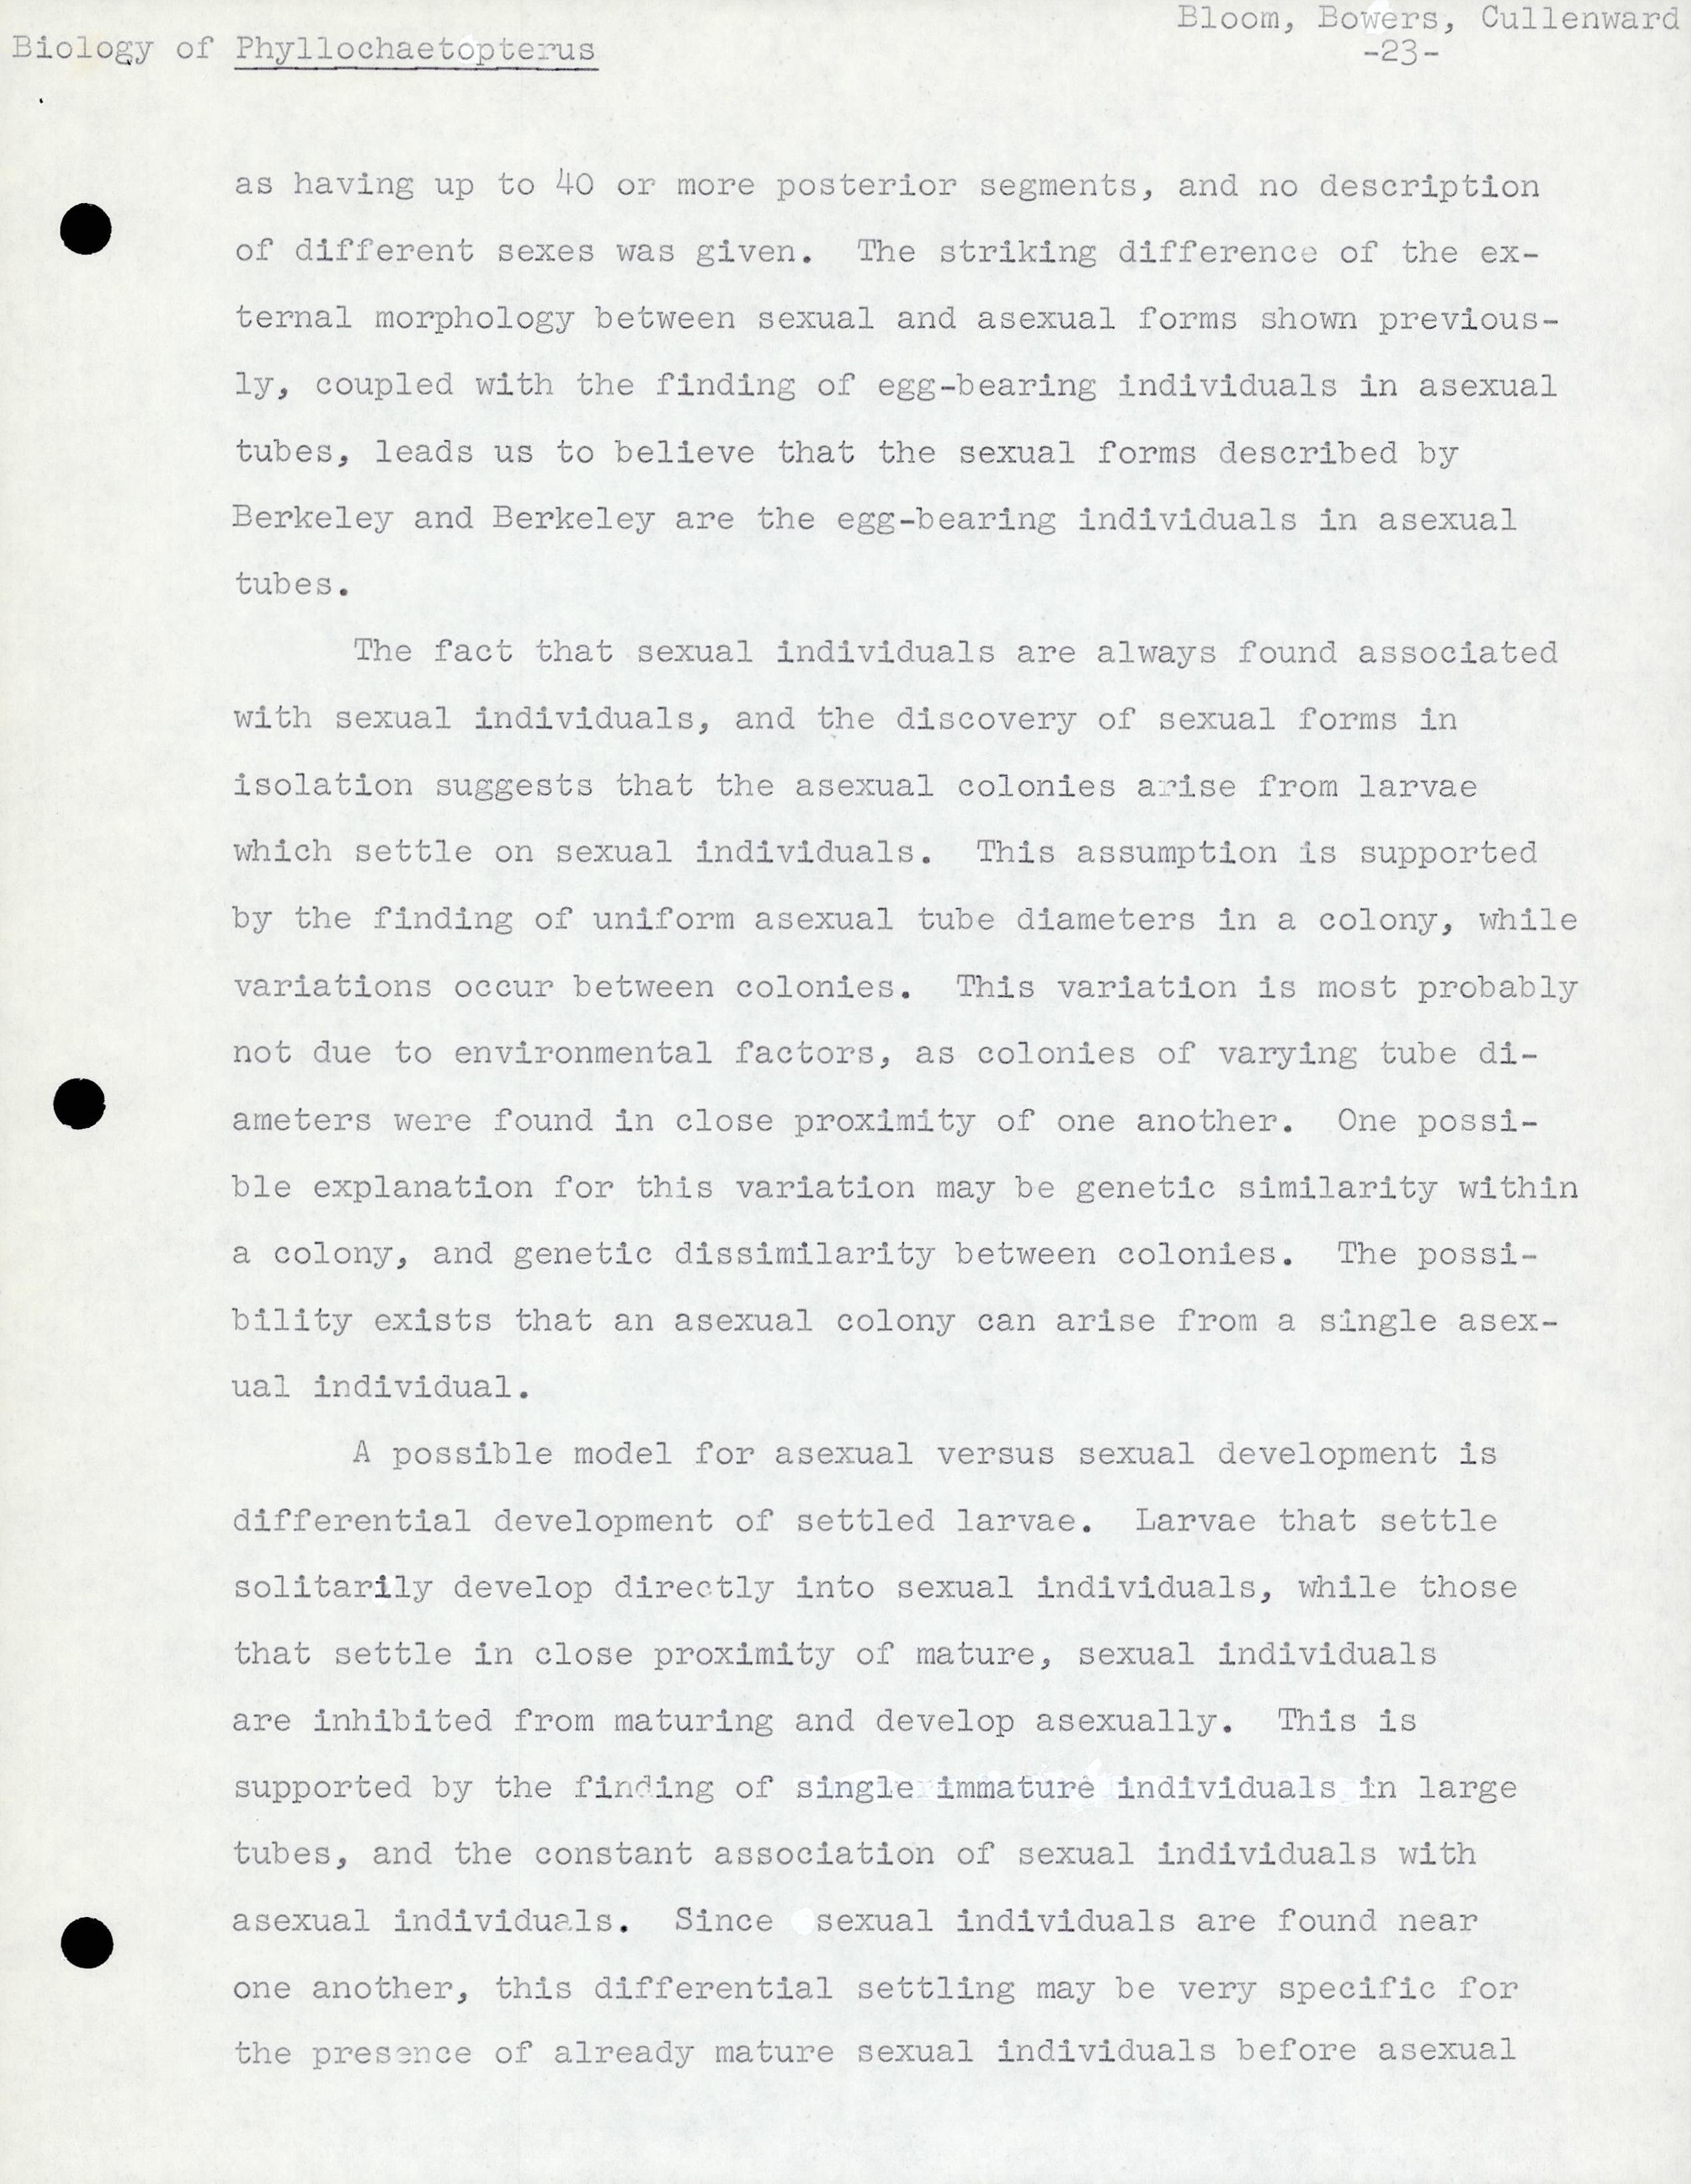 Bloom, Bowers, Cullenward
Biology of Phyllochaetopterus
-23-
as having up to 40 or more posterior segments, and no description
of different sexes was given. The striking difference of the ex-
ternal morphology between sexual and asexual forms shown previous-
ly, coupled with the finding of egg-bearing individuals in asexual
tubes, leads us to believe that the sexual forms described by
Berkeley and Berkeley are the egg-bearing individuals in asexual
tubes.
The fact that sexual individuals are always found associated
with sexual individuals, and the discovery of sexual forms in
isolation suggests that the asexual colonies arise from larvae
which settle on sexual individuals. This assumption is supported
by the finding of uniform asexual tube diameters in a colony, while
variations occur between colonies. This variation is most probably
not due to environmental factors, as colonies of varying tube di-
ameters were found in close proximity of one another. One possi-
ble explanation for this variation may be genetic similarity within
a colony, and genetic dissimilarity between colonies. The possi-
bility exists that an asexual colony can arise from a single asex-
ual individual.
A possible model for asexual versus sexual development is
differential development of settled larvae. Larvae that settle
solitarily develop directly into sexual individuals, while those
that settle in close proximity of mature, sexual individuals
are inhibited from maturing and develop asexually. This is
supported by the finding of single immature individuals in large
tubes, and the constant association of sexual individuals with
asexual individuals. Since sexual individuals are found near
one another, this differential settling may be very specific for
the presence of already mature sexual individuals before asexual